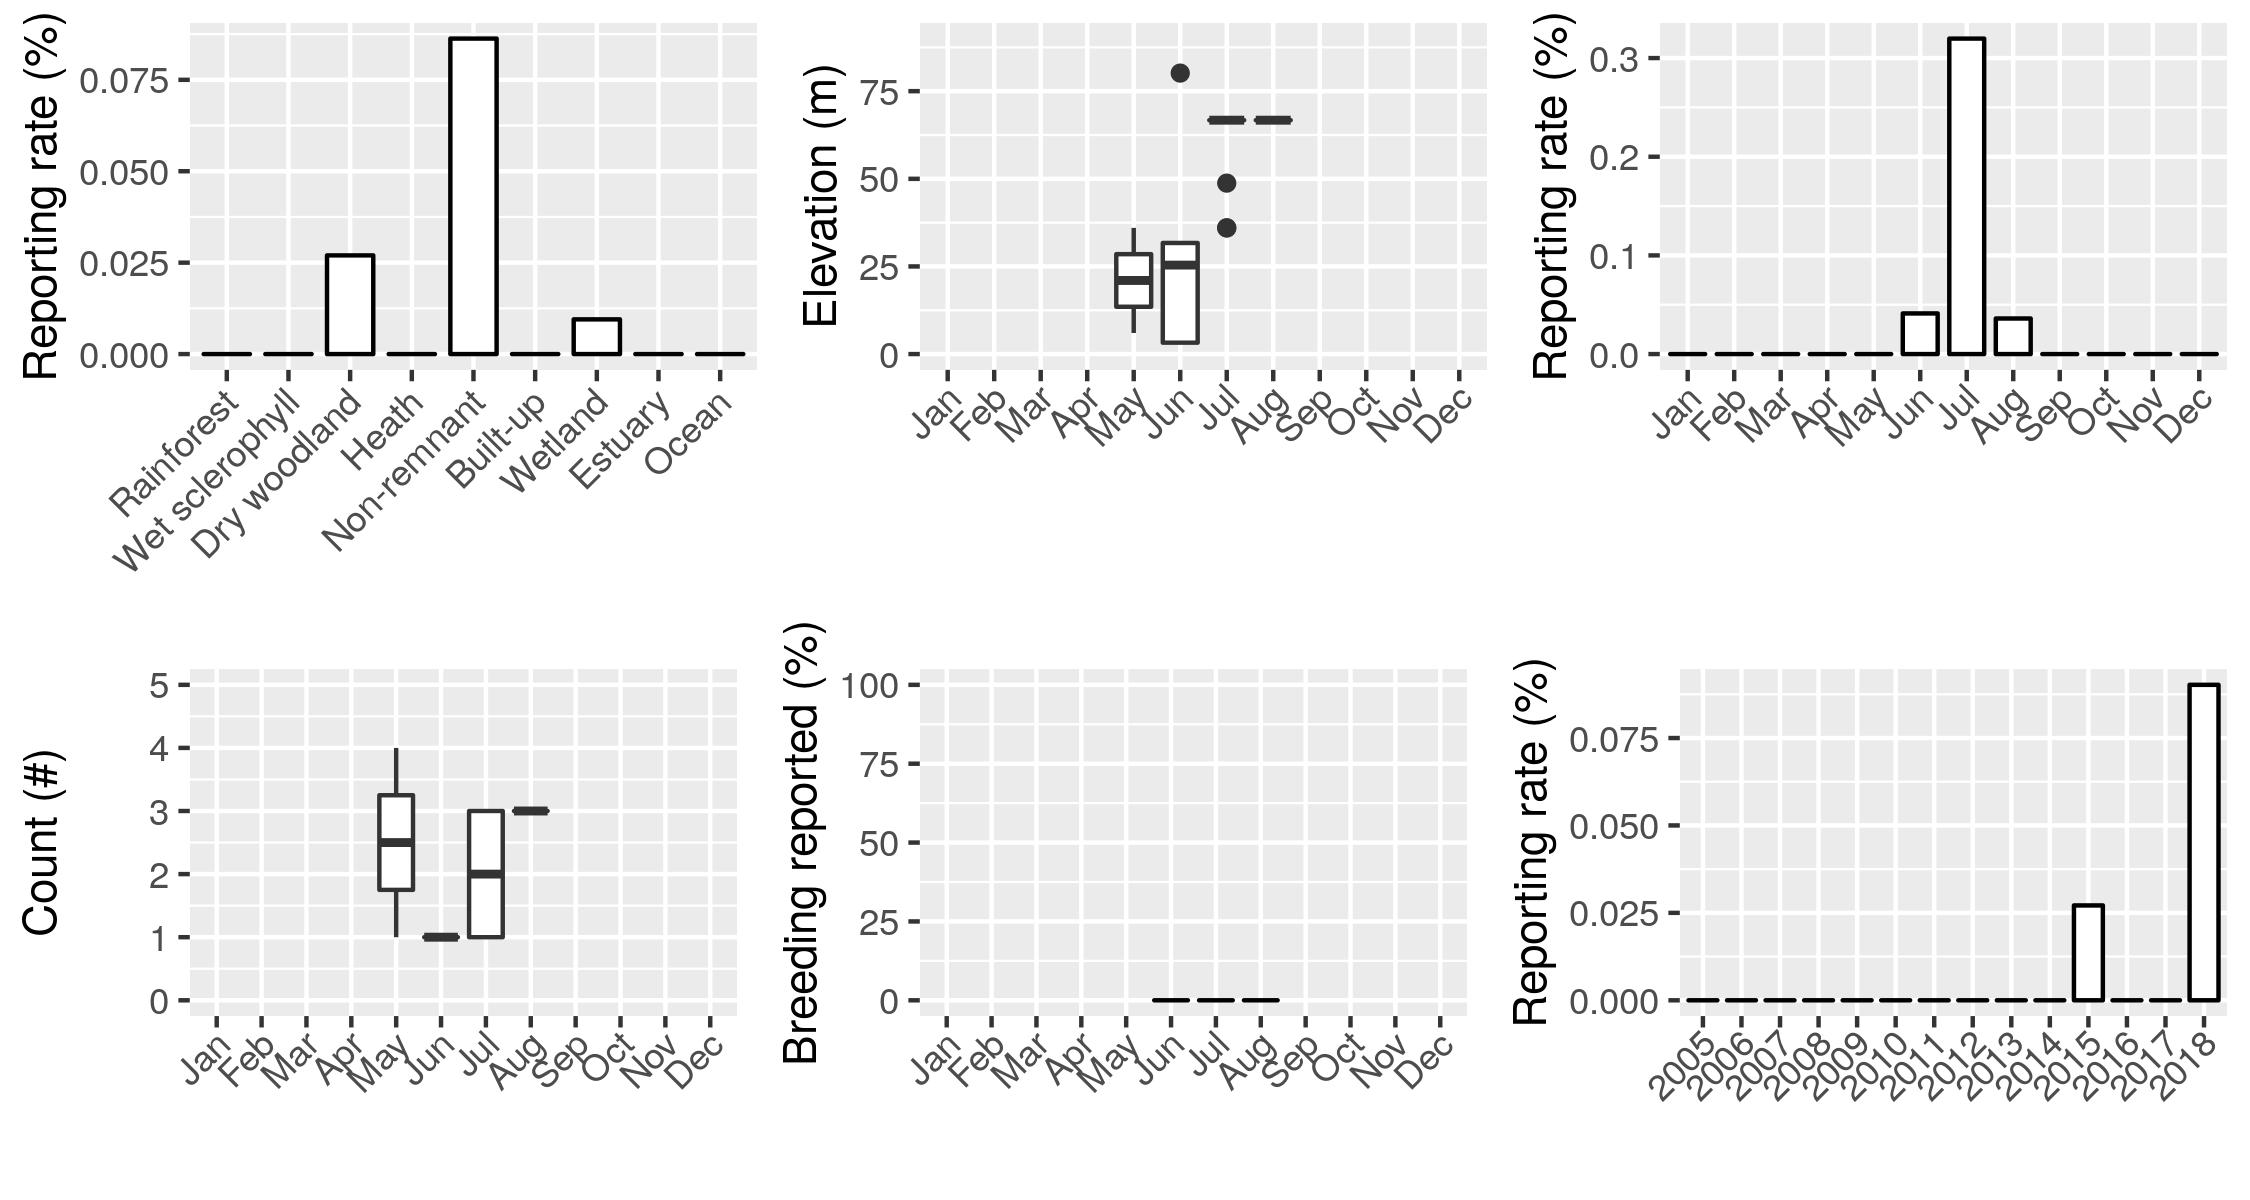 Reporting rate (%)
0.075
0.050
0.025
0.000
Rainforest
Wet sclerophyll
Dry woodland
Heath
Non-remnant
Built-up
Wetland
Estuary
Ocean
Elevation (m)
75
50
25
0
Jan
Feb
Mar
Apr
May
Jun
Jul
Aug
Sep
Oct
Nov
Dec
Reporting rate (%)
0.3
0.2
0.1
0.0
Jan
Feb
Mar
Apr
May
Jun
Jul
Aug
Sep
Oct
Nov
Dec
Count (#)
5
4
3
2
1
0
Jan
Feb
Mar
Apr
May
Jun
Jul
Aug
Sep
Oct
Nov
Dec
Breeding reported (%)
100
75
50
25
0
Jan
Feb
Mar
Apr
May
Jun
Jul
Aug
Sep
Oct
Nov
Dec
Reporting rate (%)
0.075
0.050
0.025
0.000
2005
2006
2007
2008
2009
2010
2011
2012
2013
2014
2015
2016
2017
2018